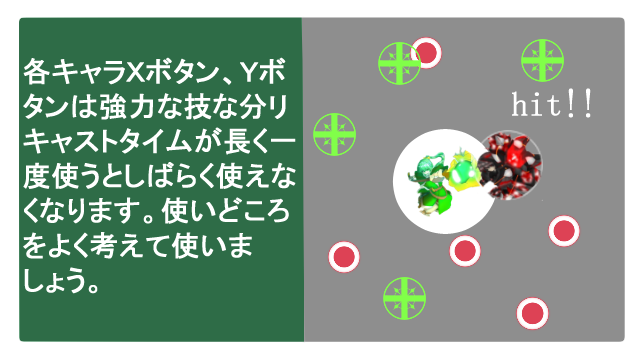 各キャラXボタン、Yボ
タンは強力な技な分リ
キャストタイムが長く一
度使うとしばらく使えな
くなります。使いどころ
をよく考えて使いま
しょう。
hit!!